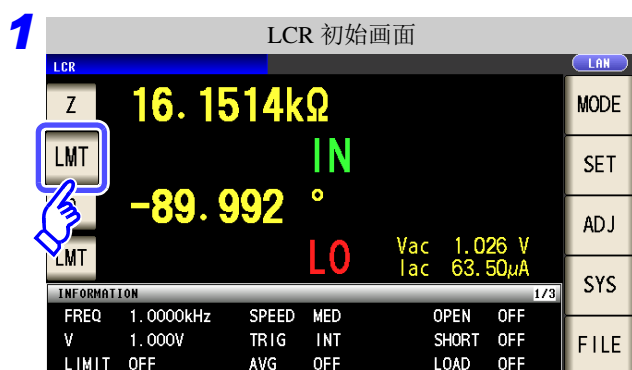 1
LCR 初始画面
LCR LAN
Z 16.1514kΩ MODE
LMT IN SET
-89.992 ° ADJ
LMT LO Vac 1.026 V
Iac 63.50μA SYS
INFORMATION 1/3
FREQ 1.0000kHz SPEED MED OPEN OFF
V 1.000V TRIG INT SHORT OFF FILE
LIMIT OFF AVG OFF LOAD OFF